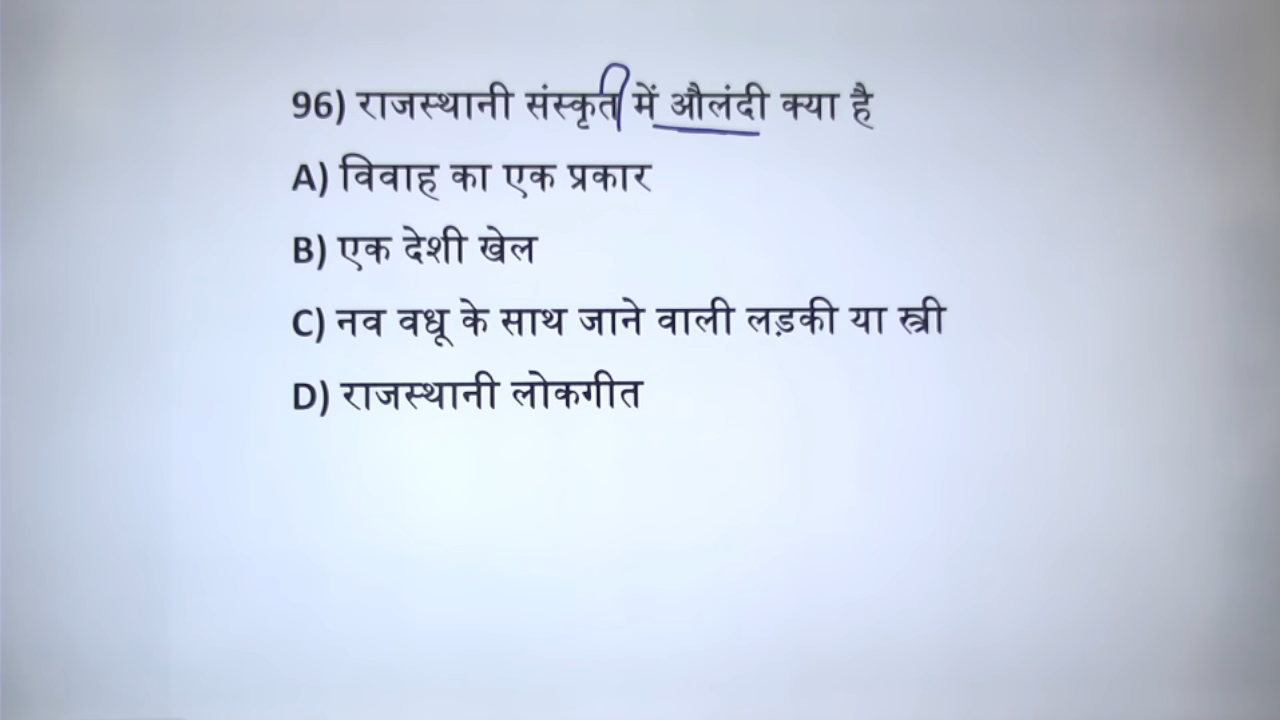 96) राजस्थानी संस्कृती में औलंदी क्या है
A) विवाह का एक प्रकार
B) एक देशी खेल
C) नव वधू के साथ जाने वाली लड़की या स्त्री
D) राजस्थानी लोकगीत